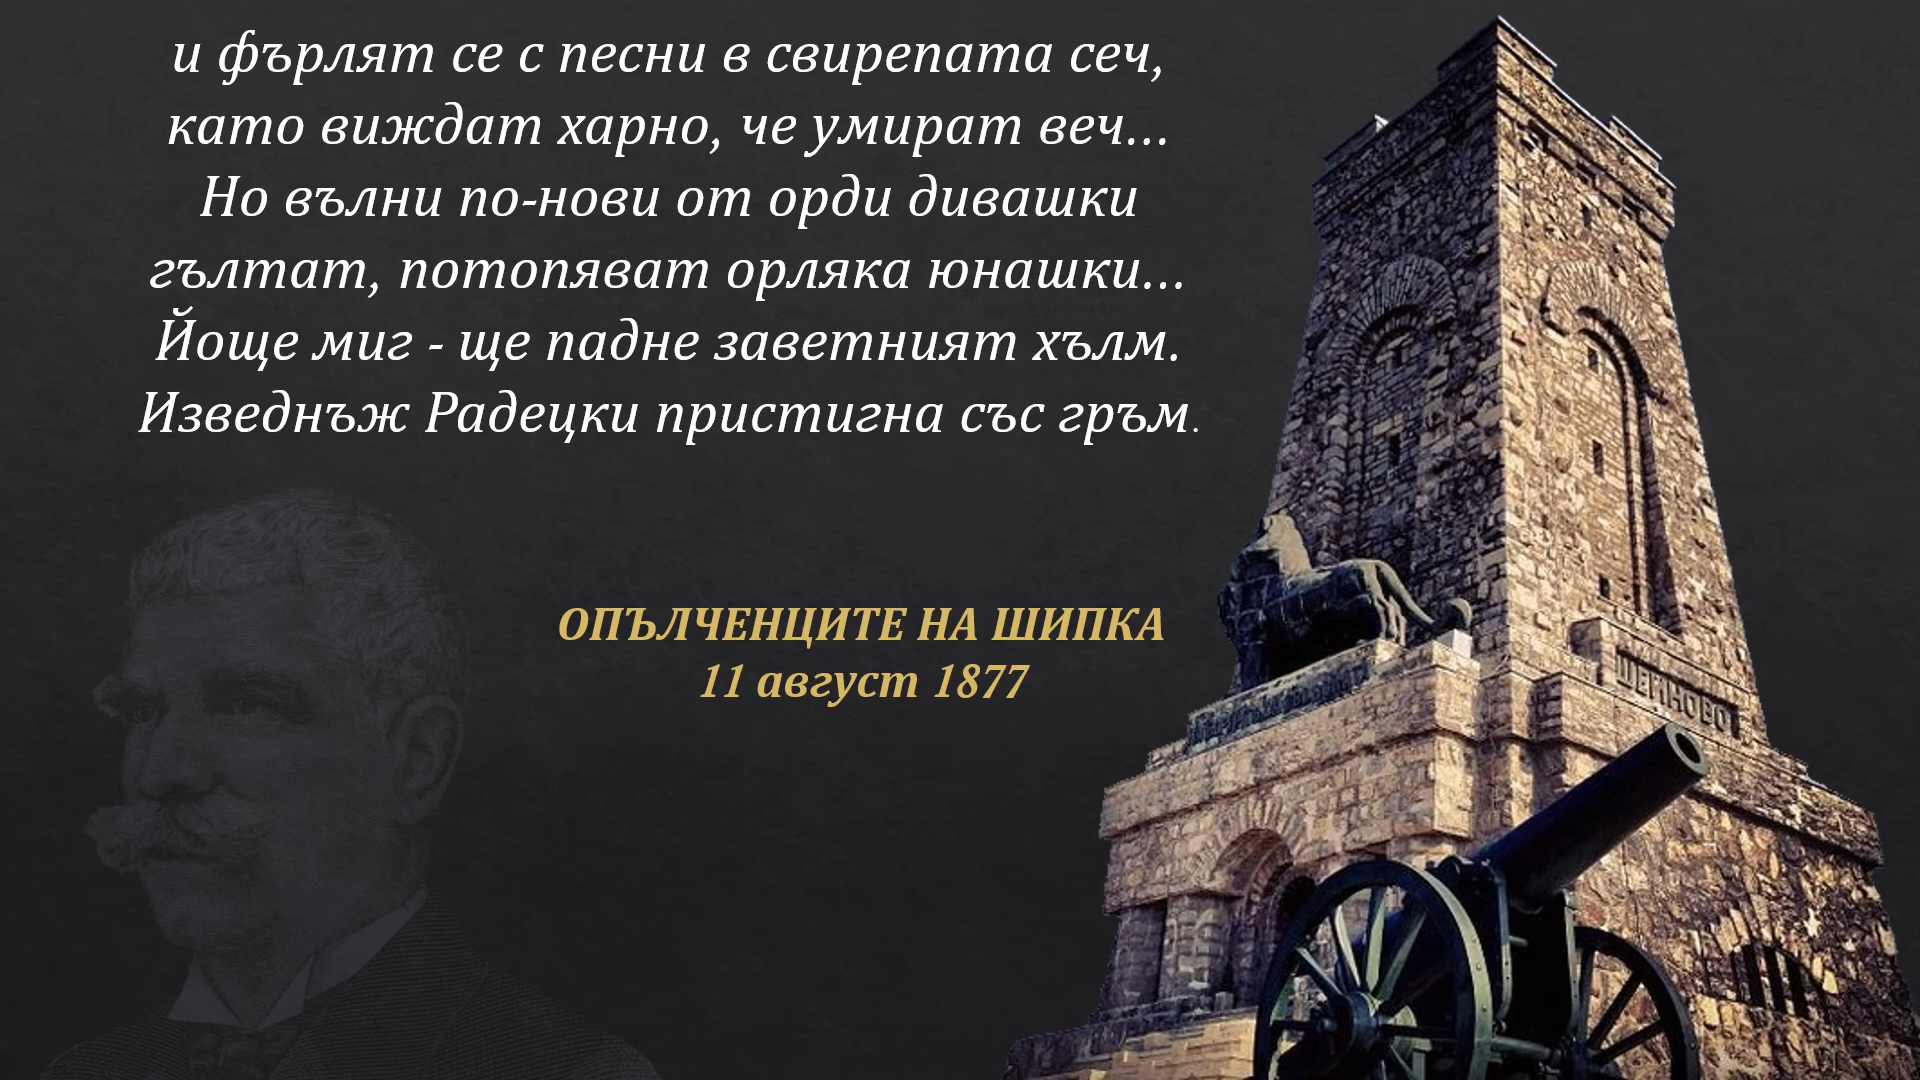 и фърлят се с песни в свирепата сеч,
като виждат харно, че умират веч...
Но вълни по-нови от орди дивашки
гълтат, потопяват орляка юнашки...
Йоще миг - ще падне заветният хълм.
Изведнъж Радецки пристигна със гръм.
ОПЪЛЧЕНЦИТЕ НА ШИПКА
11 август 1877
ШЕЙНОВО